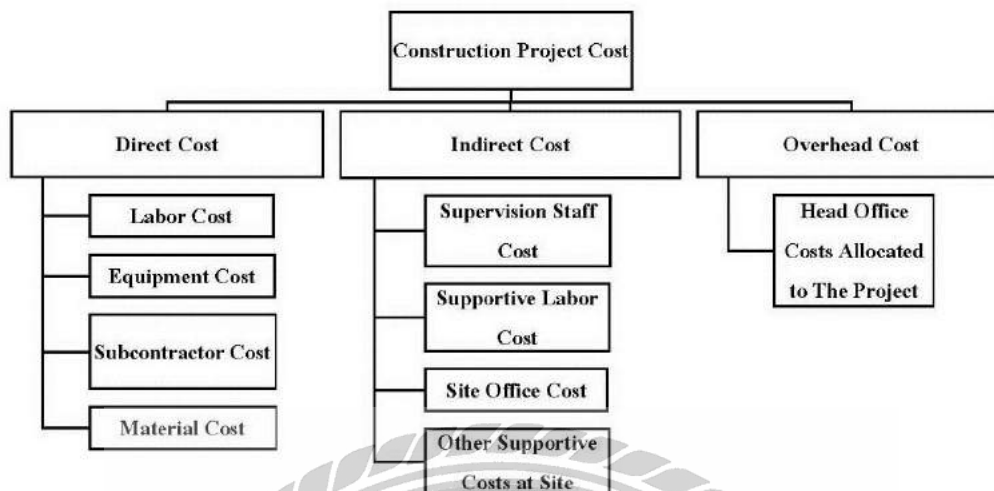 Construction Project Cost
Direct Cost
Indirect Cost
Overhead Cost
Labor Cost
Equipment Cost
Subcontractor Cost
Material Cost
Supervision Staff
Cost
Supportive Labor
Cost
Site Office Cost
Other Supportive
Costs at Site
Head Office
Costs Allocated
to The Project